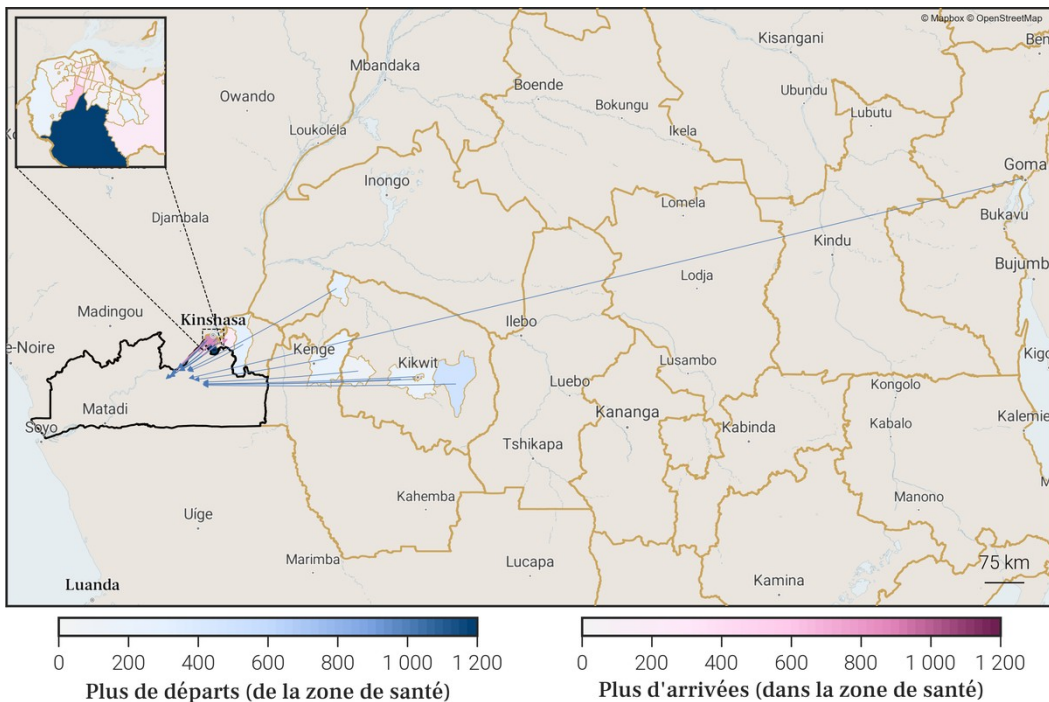 © Mapbox © OpenStreetMap
Kisangani
Ben
Mbandaka
Boende
Owando
Bokungu
Ubundu
Lubutu
Loukoléla
Ikela
Goma
Inongo
Lomela
Bukavu
Djambala
Kindu
Lodja
Bujumb
Madingou
Kinshasa
Ilebo
e-Noire
Kenge
Kikwit
Lusambo
Kigo
Luebo
Kongolo
Matadi
Kananga
Soyo
Kabinda
Kabalo
Kalemie
Tshikapa
Kahemba
Manono
M
Uíge
Marimba
Lucapa
75 km
Luanda
Kamina
0 200 400 600 800 1 000 1 200
Plus de départs (de la zone de santé)
0 200 400 600 800 1 000 1 200
Plus d'arrivées (dans la zone de santé)